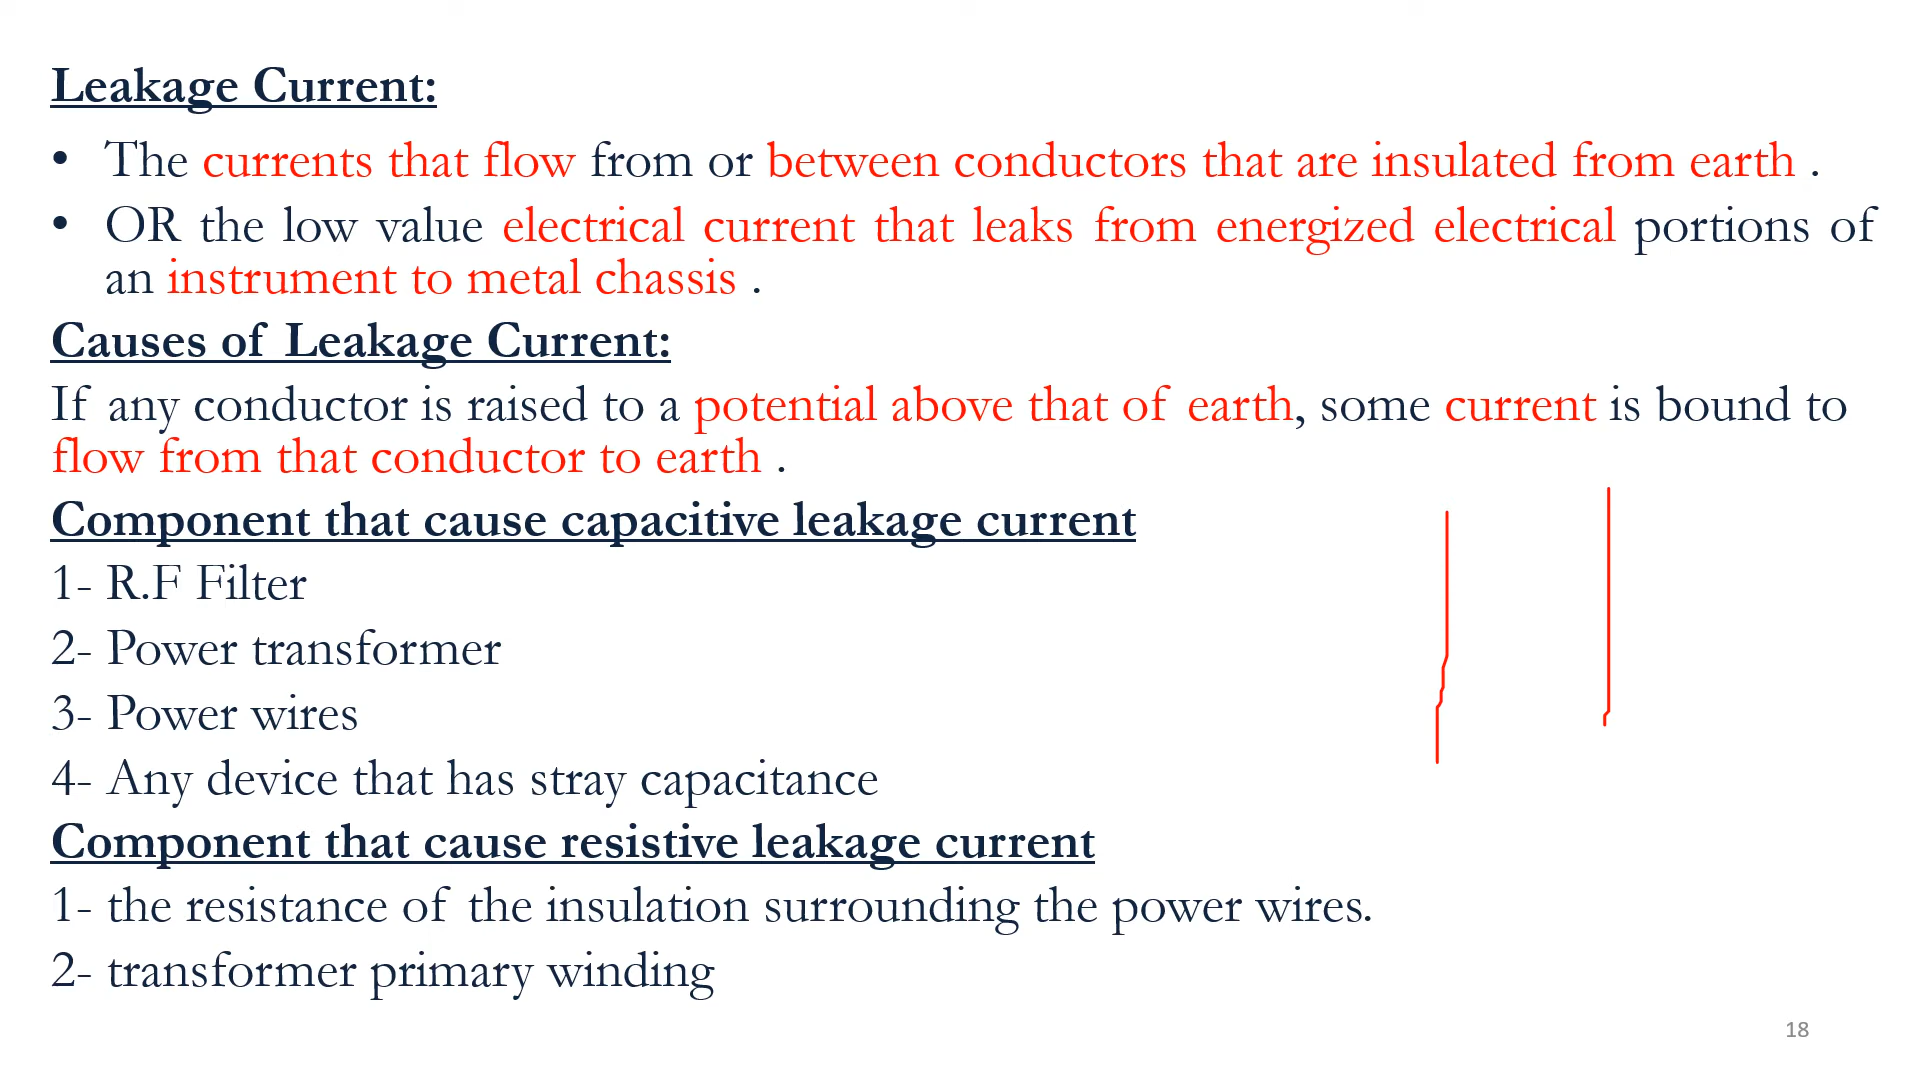 Leakage Current:
• The currents that flow from or between conductors that are insulated from earth .
• OR the low value electrical current that leaks from energized electrical portions of
an instrument to metal chassis .
Causes of Leakage Current:
If any conductor is raised to a potential above that of earth, some current is bound to
flow from that conductor to earth .
Component that cause capacitive leakage current
1- R.F Filter
2- Power transformer
3- Power wires
4- Any device that has stray capacitance
Component that cause resistive leakage current
1- the resistance of the insulation surrounding the power wires.
2- transformer primary winding
18